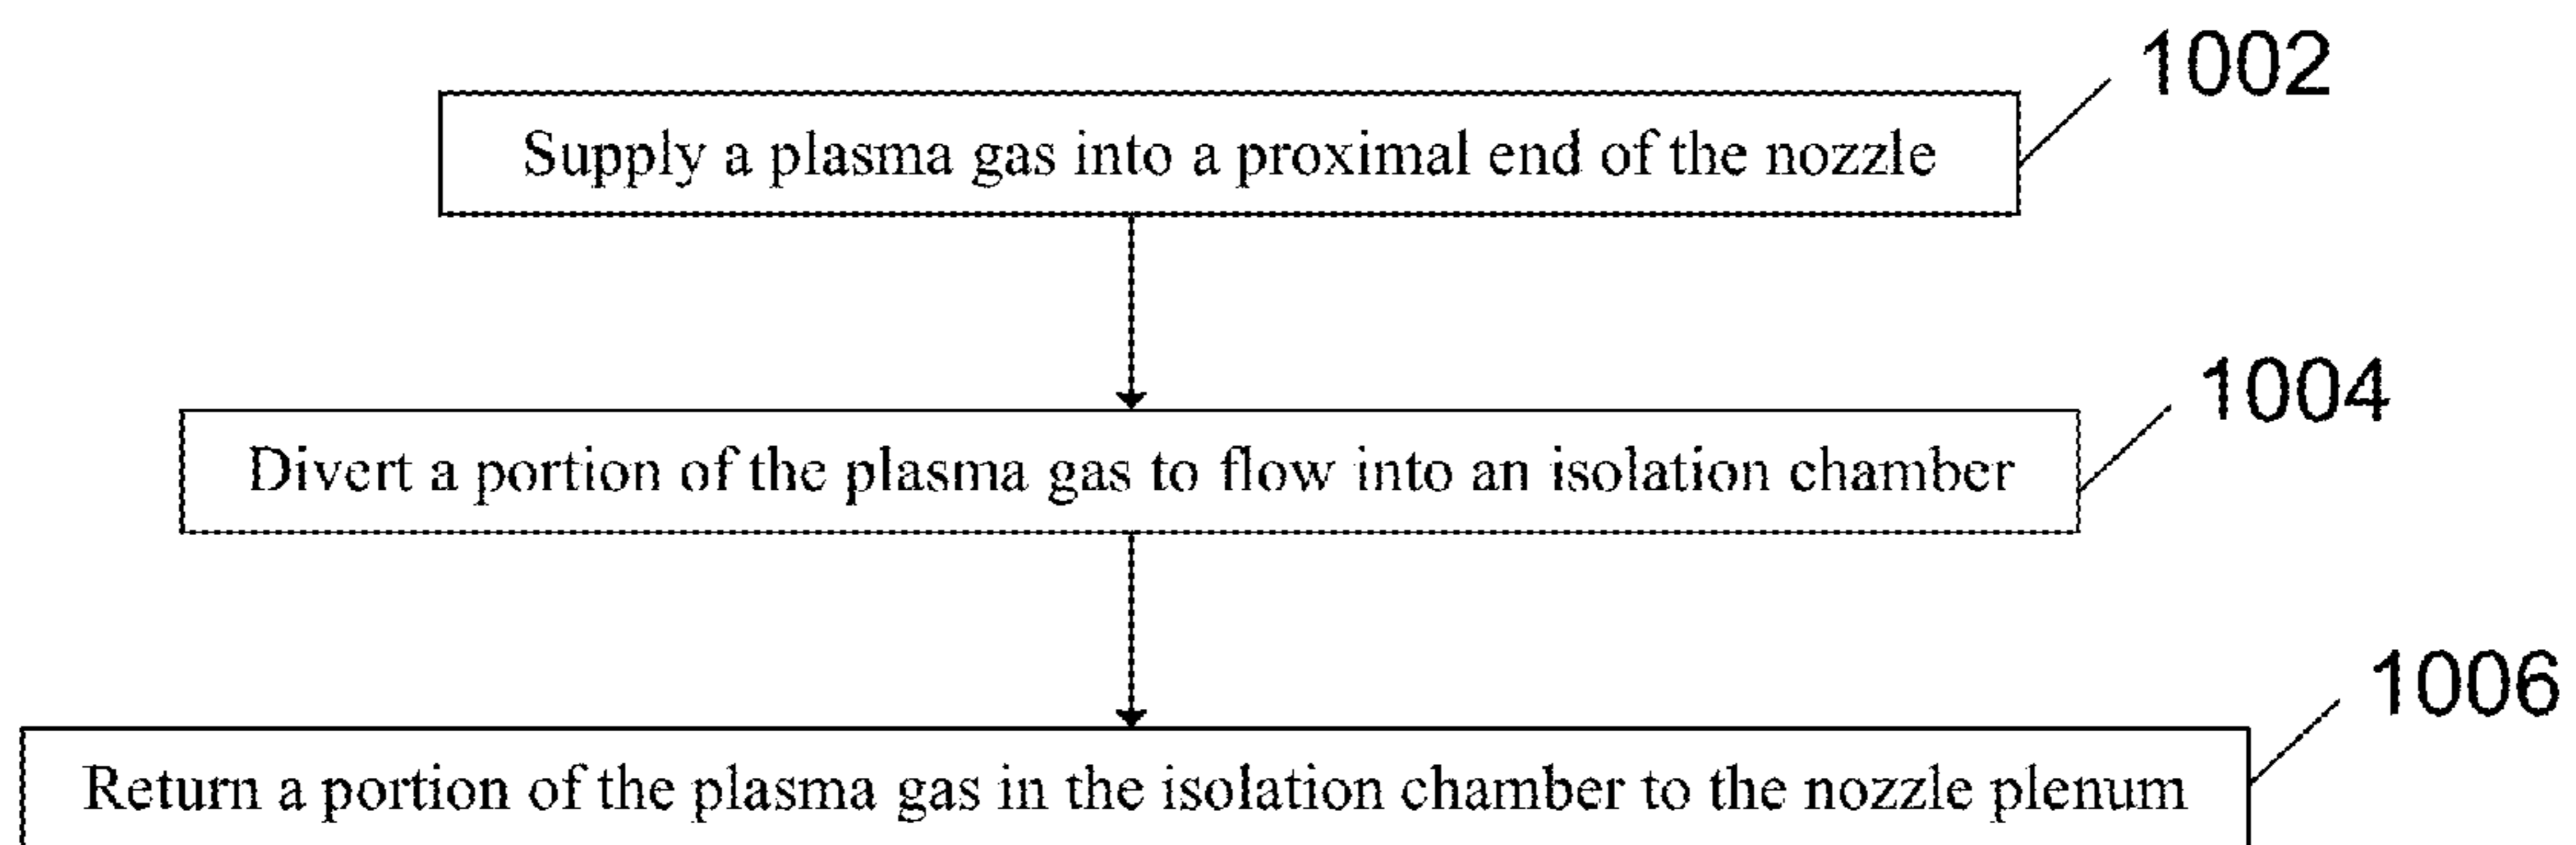 1002
Supply a plasma gas into a proximal end of the nozzle
1004
Divert a portion of the plasma gas to flow into an isolation chamber
1006
Return a portion of the plasma gas in the isolation chamber to the nozzle plenum